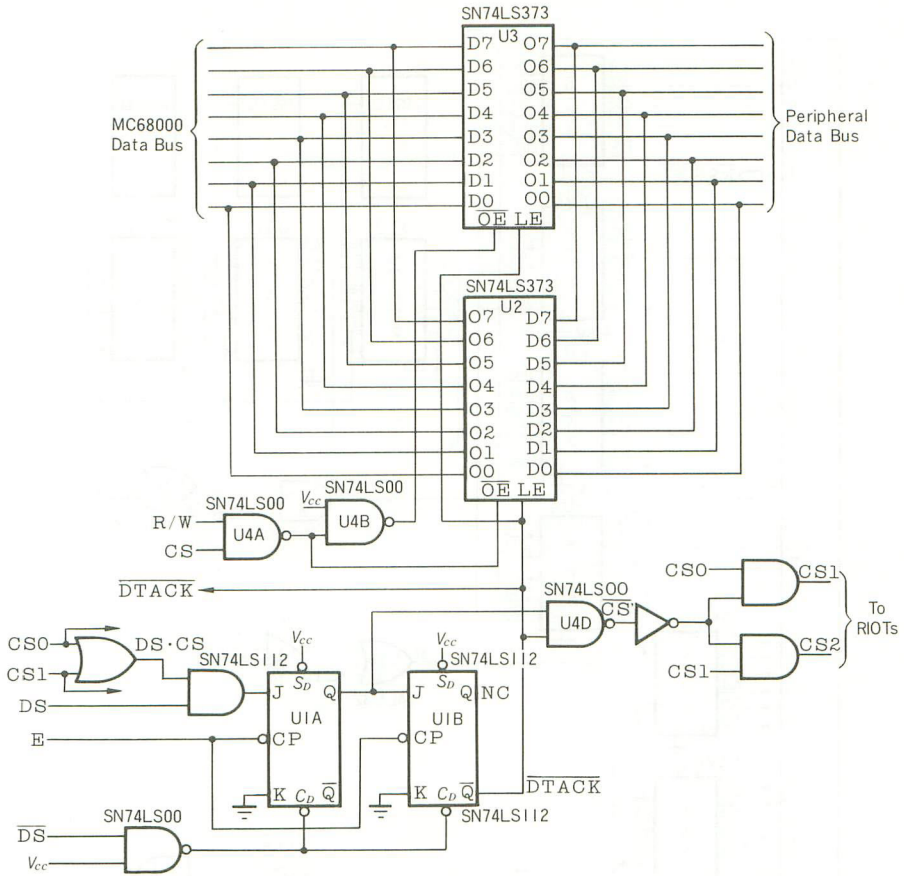 SN74LS373
U3
D7 O7
D6 O6
D5 O5
D4 O4
D3 O3
D2 O2
D1 O1
D0 O0
OE LE
MC68000
Data Bus
Peripheral
Data Bus
SN74LS373
U2
O7 D7
O6 D6
O5 D5
O4 D4
O3 D3
O2 D2
O1 D1
O0 D0
OE LE
SN74LS00
Vcc
U4B
SN74LS00
R/W
CS
U4A
DTACK
SN74LS00
U4D
CS'
CS0
CS1
CS1
CS2
To
RIOTs
CS0
CS1
DS·CS
DS
E
SN74LS112
Vcc
SD
J Q
U1A
CP
K CD Q
Vcc
SN74LS112
SD
J Q NC
U1B
CP
K CD Q
DTACK
SN74LS112
SN74LS00
DS
Vcc